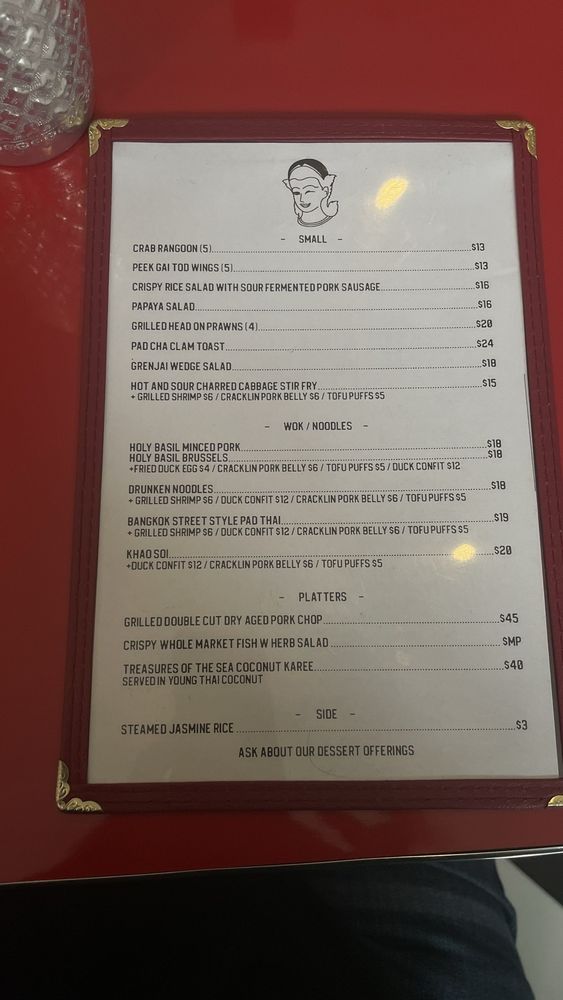 - SMALL -
CRAB RANGOON (5)........$13
PEEK GAI TOD WINGS (5)........$13
CRISPY RICE SALAD WITH SOUR FERMENTED PORK SAUSAGE........$16
PAPAYA SALAD........$16
GRILLED HEAD ON PRAWNS (4)........$20
PAD CHA CLAM TOAST........$24
GRENJAI WEDGE SALAD........$18
HOT AND SOUR CHARRED CABBAGE STIR FRY........$15
+ GRILLED SHRIMP $6 / CRACKLIN PORK BELLY $6 / TOFU PUFFS $5
- WOK / NOODLES -
HOLY BASIL MINCED PORK........$18
HOLY BASIL BRUSSELS........$18
+FRIED DUCK EGG $4 / CRACKLIN PORK BELLY $6 / TOFU PUFFS $5 / DUCK CONFIT $12
DRUNKEN NOODLES........$18
+ GRILLED SHRIMP $6 / DUCK CONFIT $12 / CRACKLIN PORK BELLY $6 / TOFU PUFFS $5
BANGKOK STREET STYLE PAD THAI........$19
+ GRILLED SHRIMP $6 / DUCK CONFIT $12 / CRACKLIN PORK BELLY $6 / TOFU PUFFS $5
KHAO SOI........$20
+DUCK CONFIT $12 / CRACKLIN PORK BELLY $6 / TOFU PUFFS $5
- PLATTERS -
GRILLED DOUBLE CUT DRY AGED PORK CHOP........$45
CRISPY WHOLE MARKET FISH W HERB SALAD........$MP
TREASURES OF THE SEA COCONUT KAREE........$40
SERVED IN YOUNG THAI COCONUT
- SIDE -
STEAMED JASMINE RICE........$3
ASK ABOUT OUR DESSERT OFFERINGS